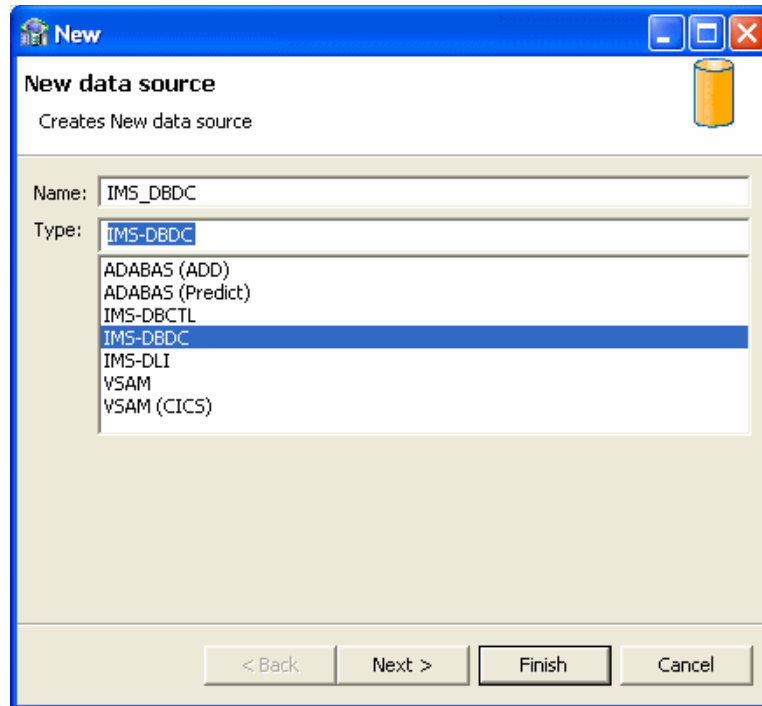 New
New data source
Creates New data source
Name: IMS_DBDC
Type: IMS-DBDC
ADABAS (ADD)
ADABAS (Predict)
IMS-DBCTL
IMS-DBDC
IMS-DLI
VSAM
VSAM (CICS)
< Back Next > Finish Cancel